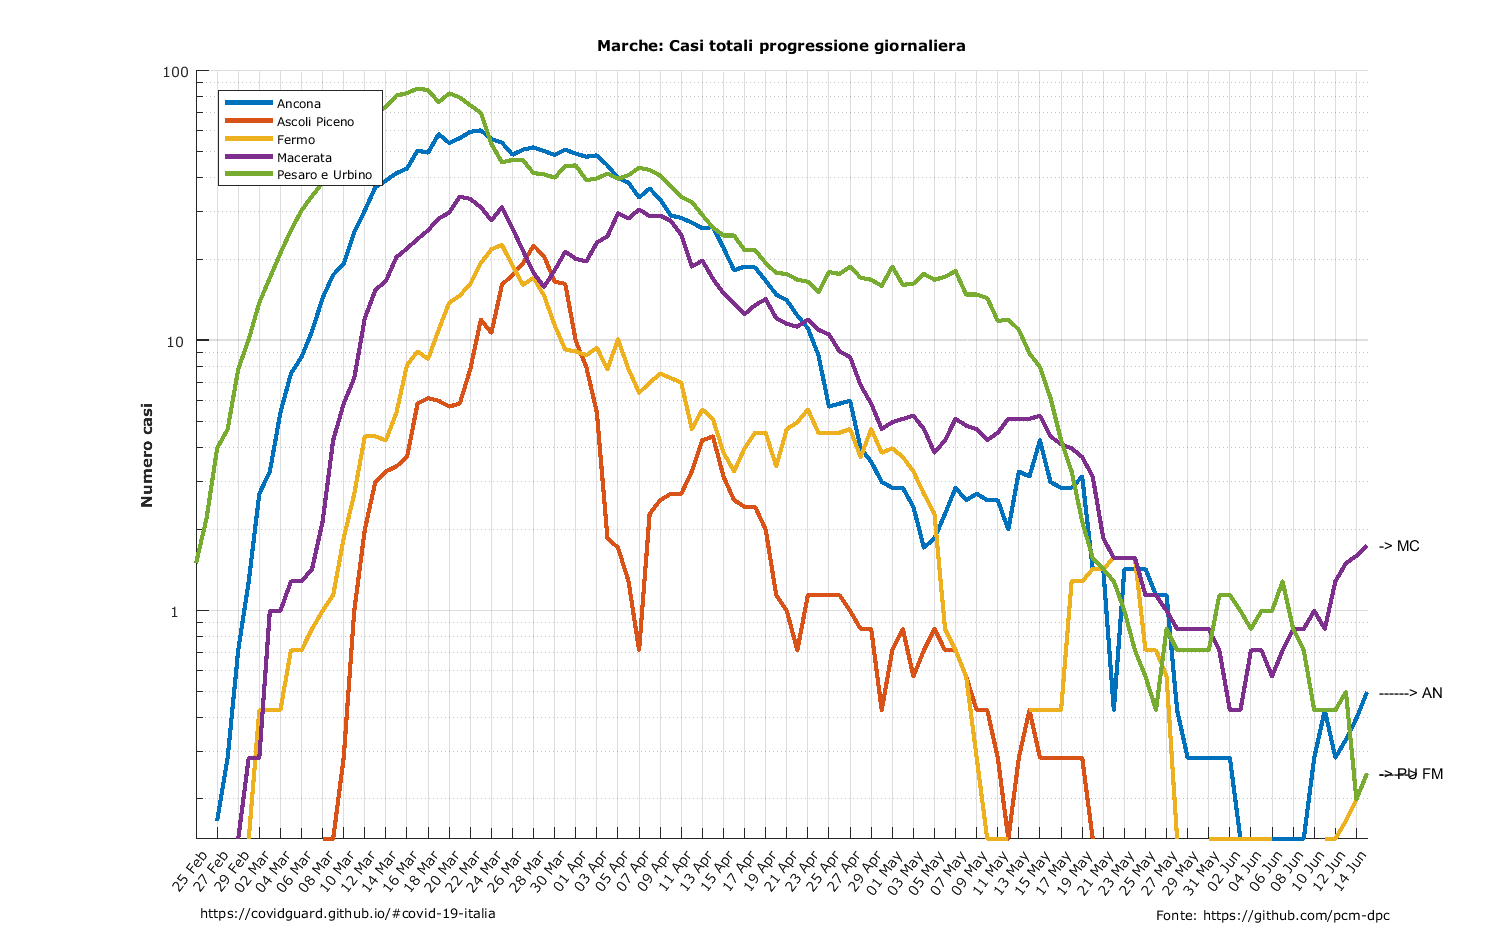 Marche: Casi totali progressione giornaliera
100
Ancona
Ascoli Piceno
Fermo
Macerata
Pesaro e Urbino
10
Numero casi
-> MC
1
------> AN
-> PU FM
25 Feb
27 Feb
29 Feb
02 Mar
04 Mar
06 Mar
08 Mar
10 Mar
12 Mar
14 Mar
16 Mar
18 Mar
20 Mar
22 Mar
24 Mar
26 Mar
28 Mar
30 Mar
01 Apr
03 Apr
05 Apr
07 Apr
09 Apr
11 Apr
13 Apr
15 Apr
17 Apr
19 Apr
21 Apr
23 Apr
25 Apr
27 Apr
29 Apr
01 May
03 May
05 May
07 May
09 May
11 May
13 May
15 May
17 May
19 May
21 May
23 May
25 May
27 May
29 May
31 May
02 Jun
04 Jun
06 Jun
08 Jun
10 Jun
12 Jun
14 Jun
https://covidguard.github.io/#covid-19-italia
Fonte: https://github.com/pcm-dpc